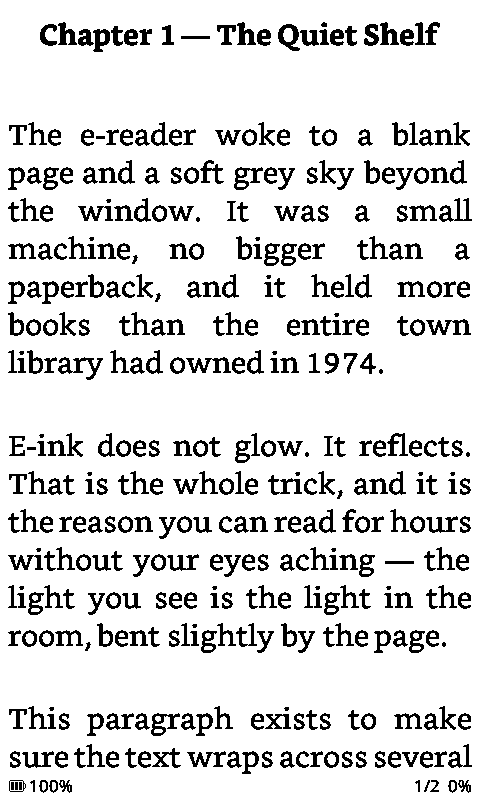 Chapter 1 — The Quiet Shelf
The e-reader woke to a blank
page and a soft grey sky beyond
the window. It was a small
machine, no bigger than a
paperback, and it held more
books than the entire town
library had owned in 1974.
E-ink does not glow. It reflects.
That is the whole trick, and it is
the reason you can read for hours
without your eyes aching — the
light you see is the light in the
room, bent slightly by the page.
This paragraph exists to make
sure the text wraps across several
100% 1/2 0%